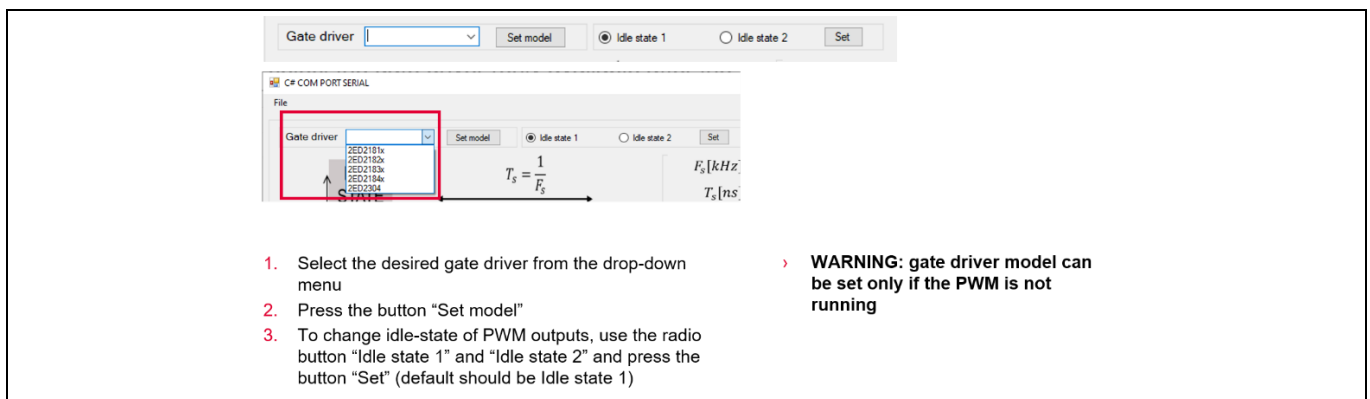 Gate driver Set model Idle state 1 Idle state 2 Set
C# COM PORT SERIAL
File
Gate driver Set model Idle state 1 Idle state 2 Set
2ED2181x
2ED2182x
2ED2183x
2ED2184x
2ED2304
STATE
T_s = 1/F_s
F_s[kHz]
T_s[ns
1. Select the desired gate driver from the drop-down
menu
2. Press the button “Set model”
3. To change idle-state of PWM outputs, use the radio
button “Idle state 1” and “Idle state 2” and press the
button “Set” (default should be Idle state 1)
› WARNING: gate driver model can
be set only if the PWM is not
running